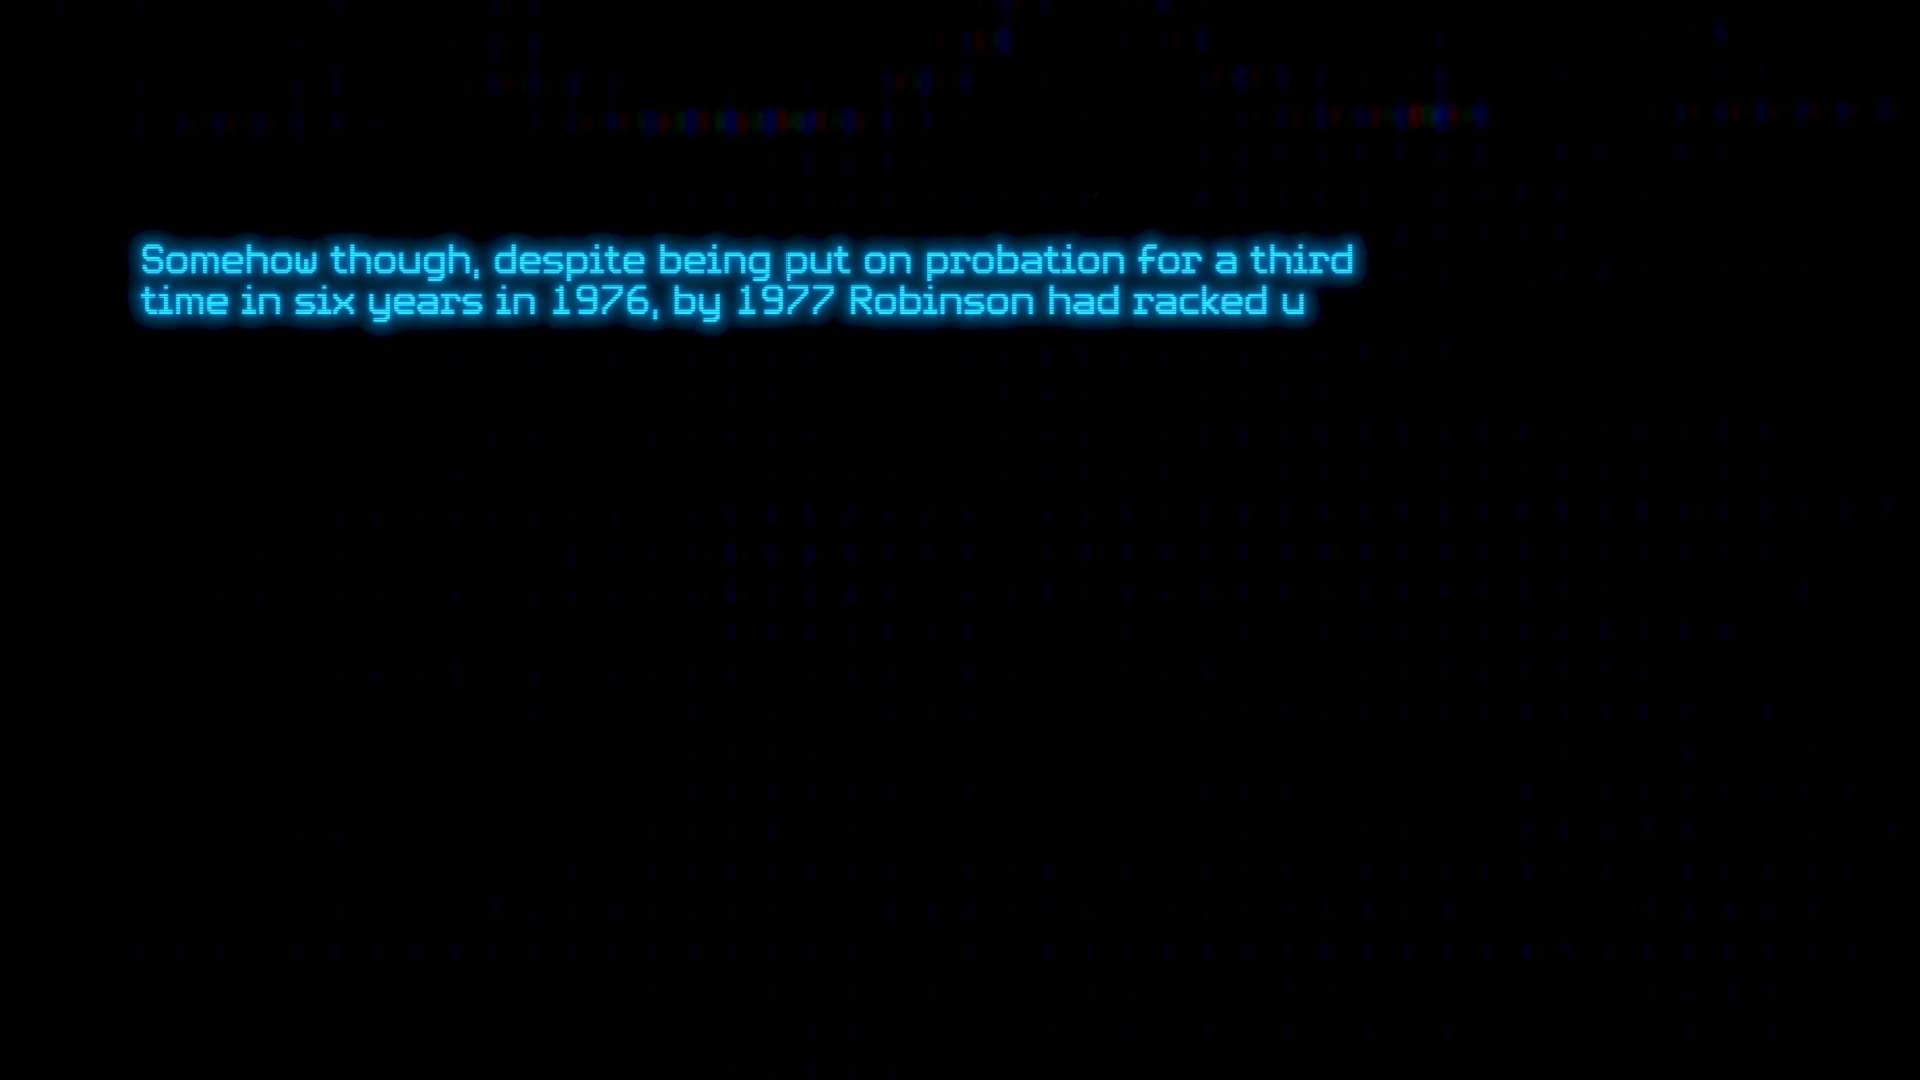 Somehow though, despite being put on probation for a third
time in six years in 1976, by 1977 Robinson had racked u